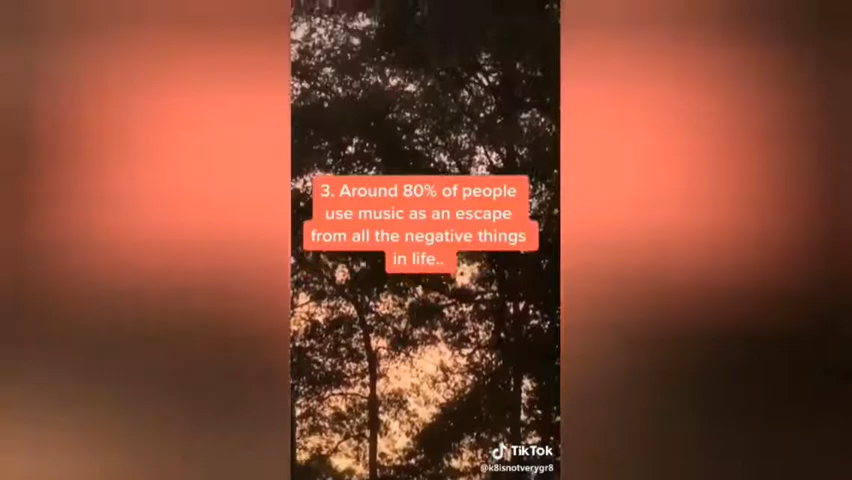 3. Around 80% of people
use music as an escape
from all the negative things
in life..
TikTok
@k8isnotverygr8